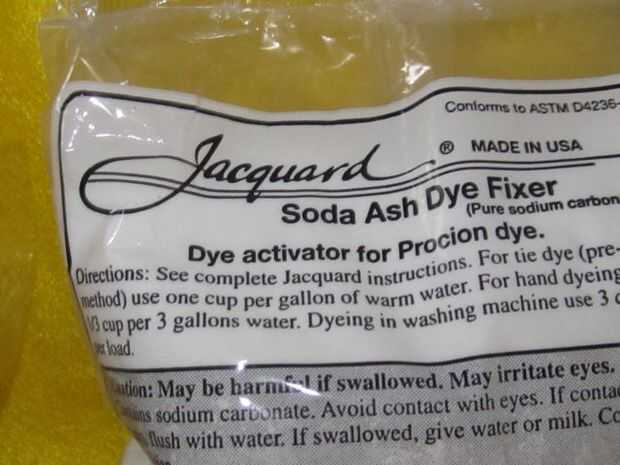 Conforms to ASTM D4236-
Jacquard ® MADE IN USA
Soda Ash Dye Fixer
(Pure sodium carbon
Dye activator for Procion dye.
Directions: See complete Jacquard instructions. For tie dye (pre-
method) use one cup per gallon of warm water. For hand dyeing
1/3 cup per 3 gallons water. Dyeing in washing machine use 3 c
per load.
Caution: May be harmful if swallowed. May irritate eyes.
sodium carbonate. Avoid contact with eyes. If conta
flush with water. If swallowed, give water or milk. Co